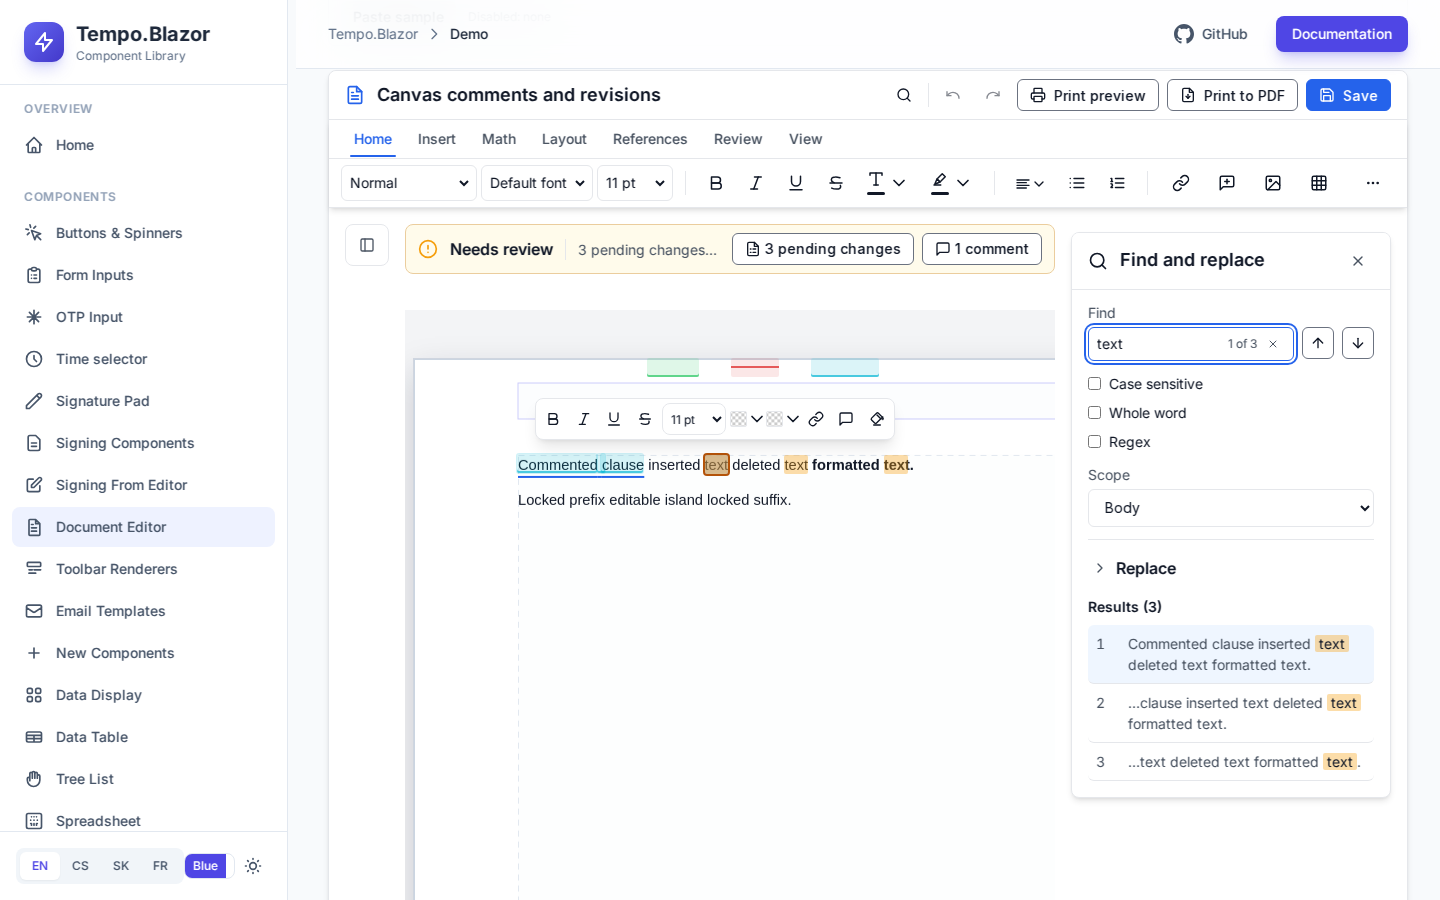 Tempo.Blazor
Component Library
OVERVIEW
Home
COMPONENTS
Buttons & Spinners
Form Inputs
OTP Input
Time selector
Signature Pad
Signing Components
Signing From Editor
Document Editor
Toolbar Renderers
Email Templates
New Components
Data Display
Data Table
Tree List
Spreadsheet
EN CS SK FR Blue
Paste sample
Tempo.Blazor > Demo
GitHub
Documentation
Canvas comments and revisions
Print preview
Print to PDF
Save
Home Insert Math Layout References Review View
Normal Default font 11 pt
Needs review 3 pending changes... 3 pending changes 1 comment
11 pt
Commented clause inserted text deleted text formatted text.
Locked prefix editable island locked suffix.
Find and replace
Find
text 1 of 3
Case sensitive
Whole word
Regex
Scope
Body
Replace
Results (3)
1 Commented clause inserted text
deleted text formatted text.
2 ...clause inserted text deleted text
formatted text.
3 ...text deleted text formatted text.